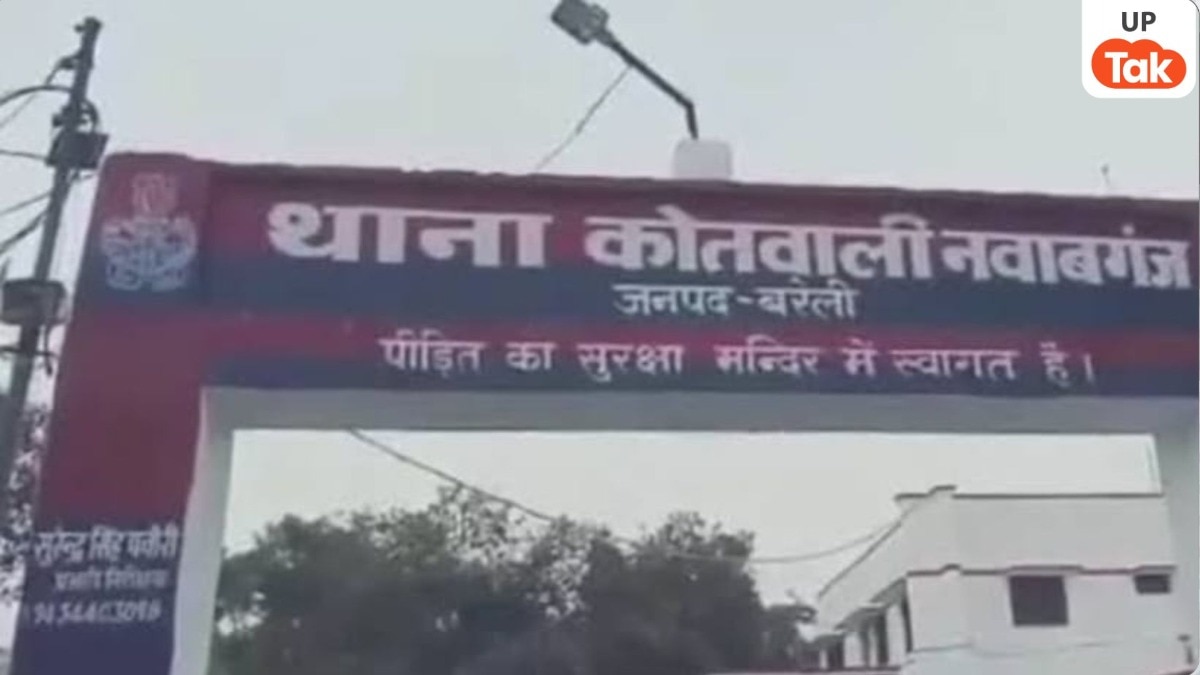 UP
Tak
थाना कोतवाली नवाबगंज
जनपद-बरेली
पीड़ित का सुरक्षा मन्दिर में स्वागत है।
सुरेन्द्र सिंह
प्रभारी निरीक्षक